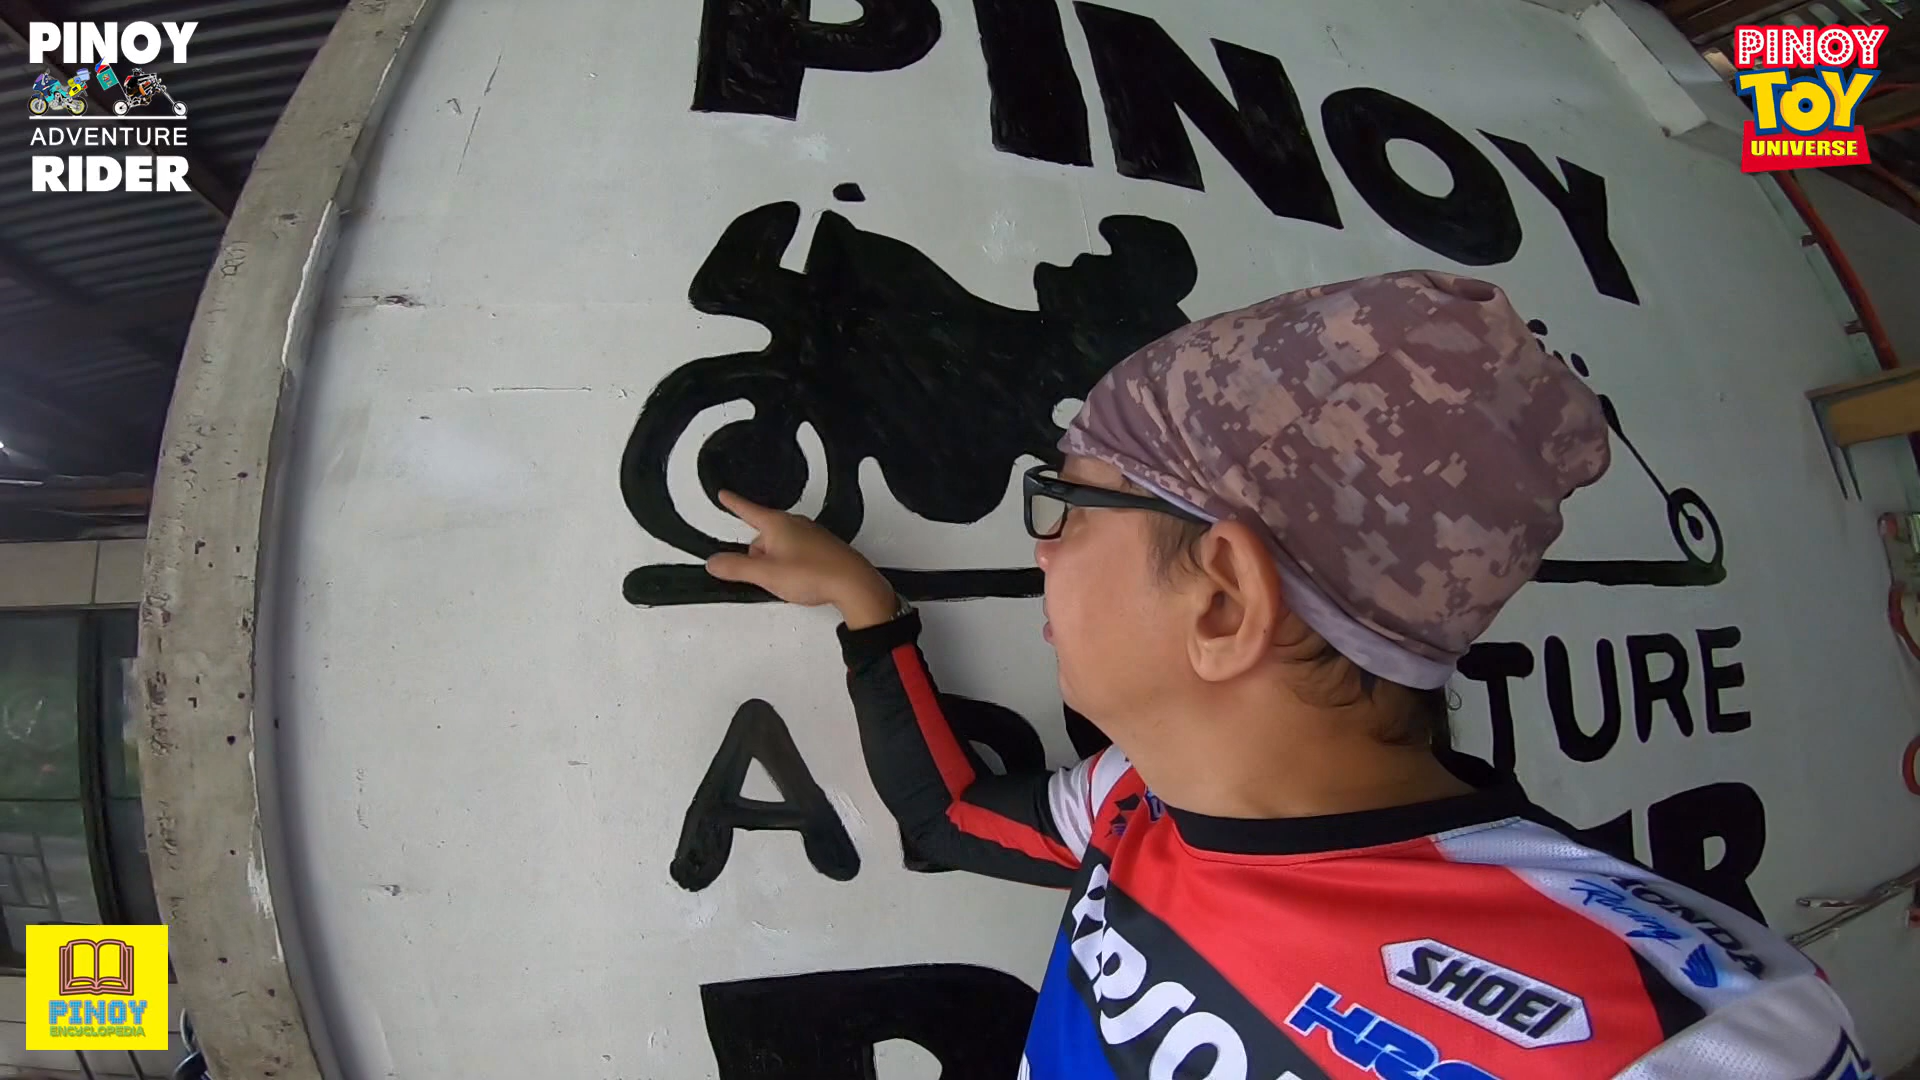 PINOY
ADVENTURE
RIDER
PINOY
TOY
UNIVERSE
PINOY
TURE
R
HONDA
Racing
SHOEI
PINOY
ENCYCLOPEDIA